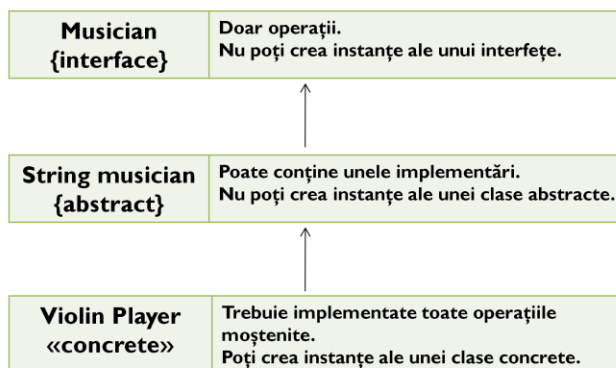 Musician
{interface}
Doar operații.
Nu poți crea instanțe ale unui interfețe.
String musician
{abstract}
Poate conține unele implementări.
Nu poți crea instanțe ale unei clase abstracte.
Violin Player
«concrete»
Trebuie implementate toate operațiile
moștenite.
Poți crea instanțe ale unei clase concrete.